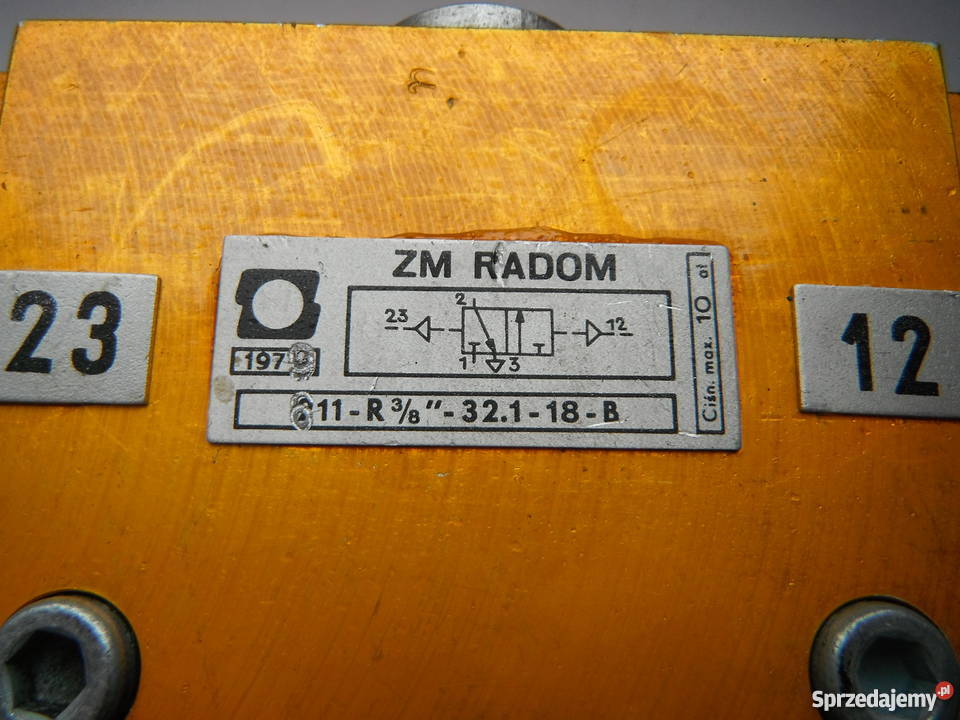 ZM RADOM
23
2
23
12
1
3
12
Ciśn. max. 10 at
11-R 3/8"-32.1-18-B
Sprzedajemy.pl